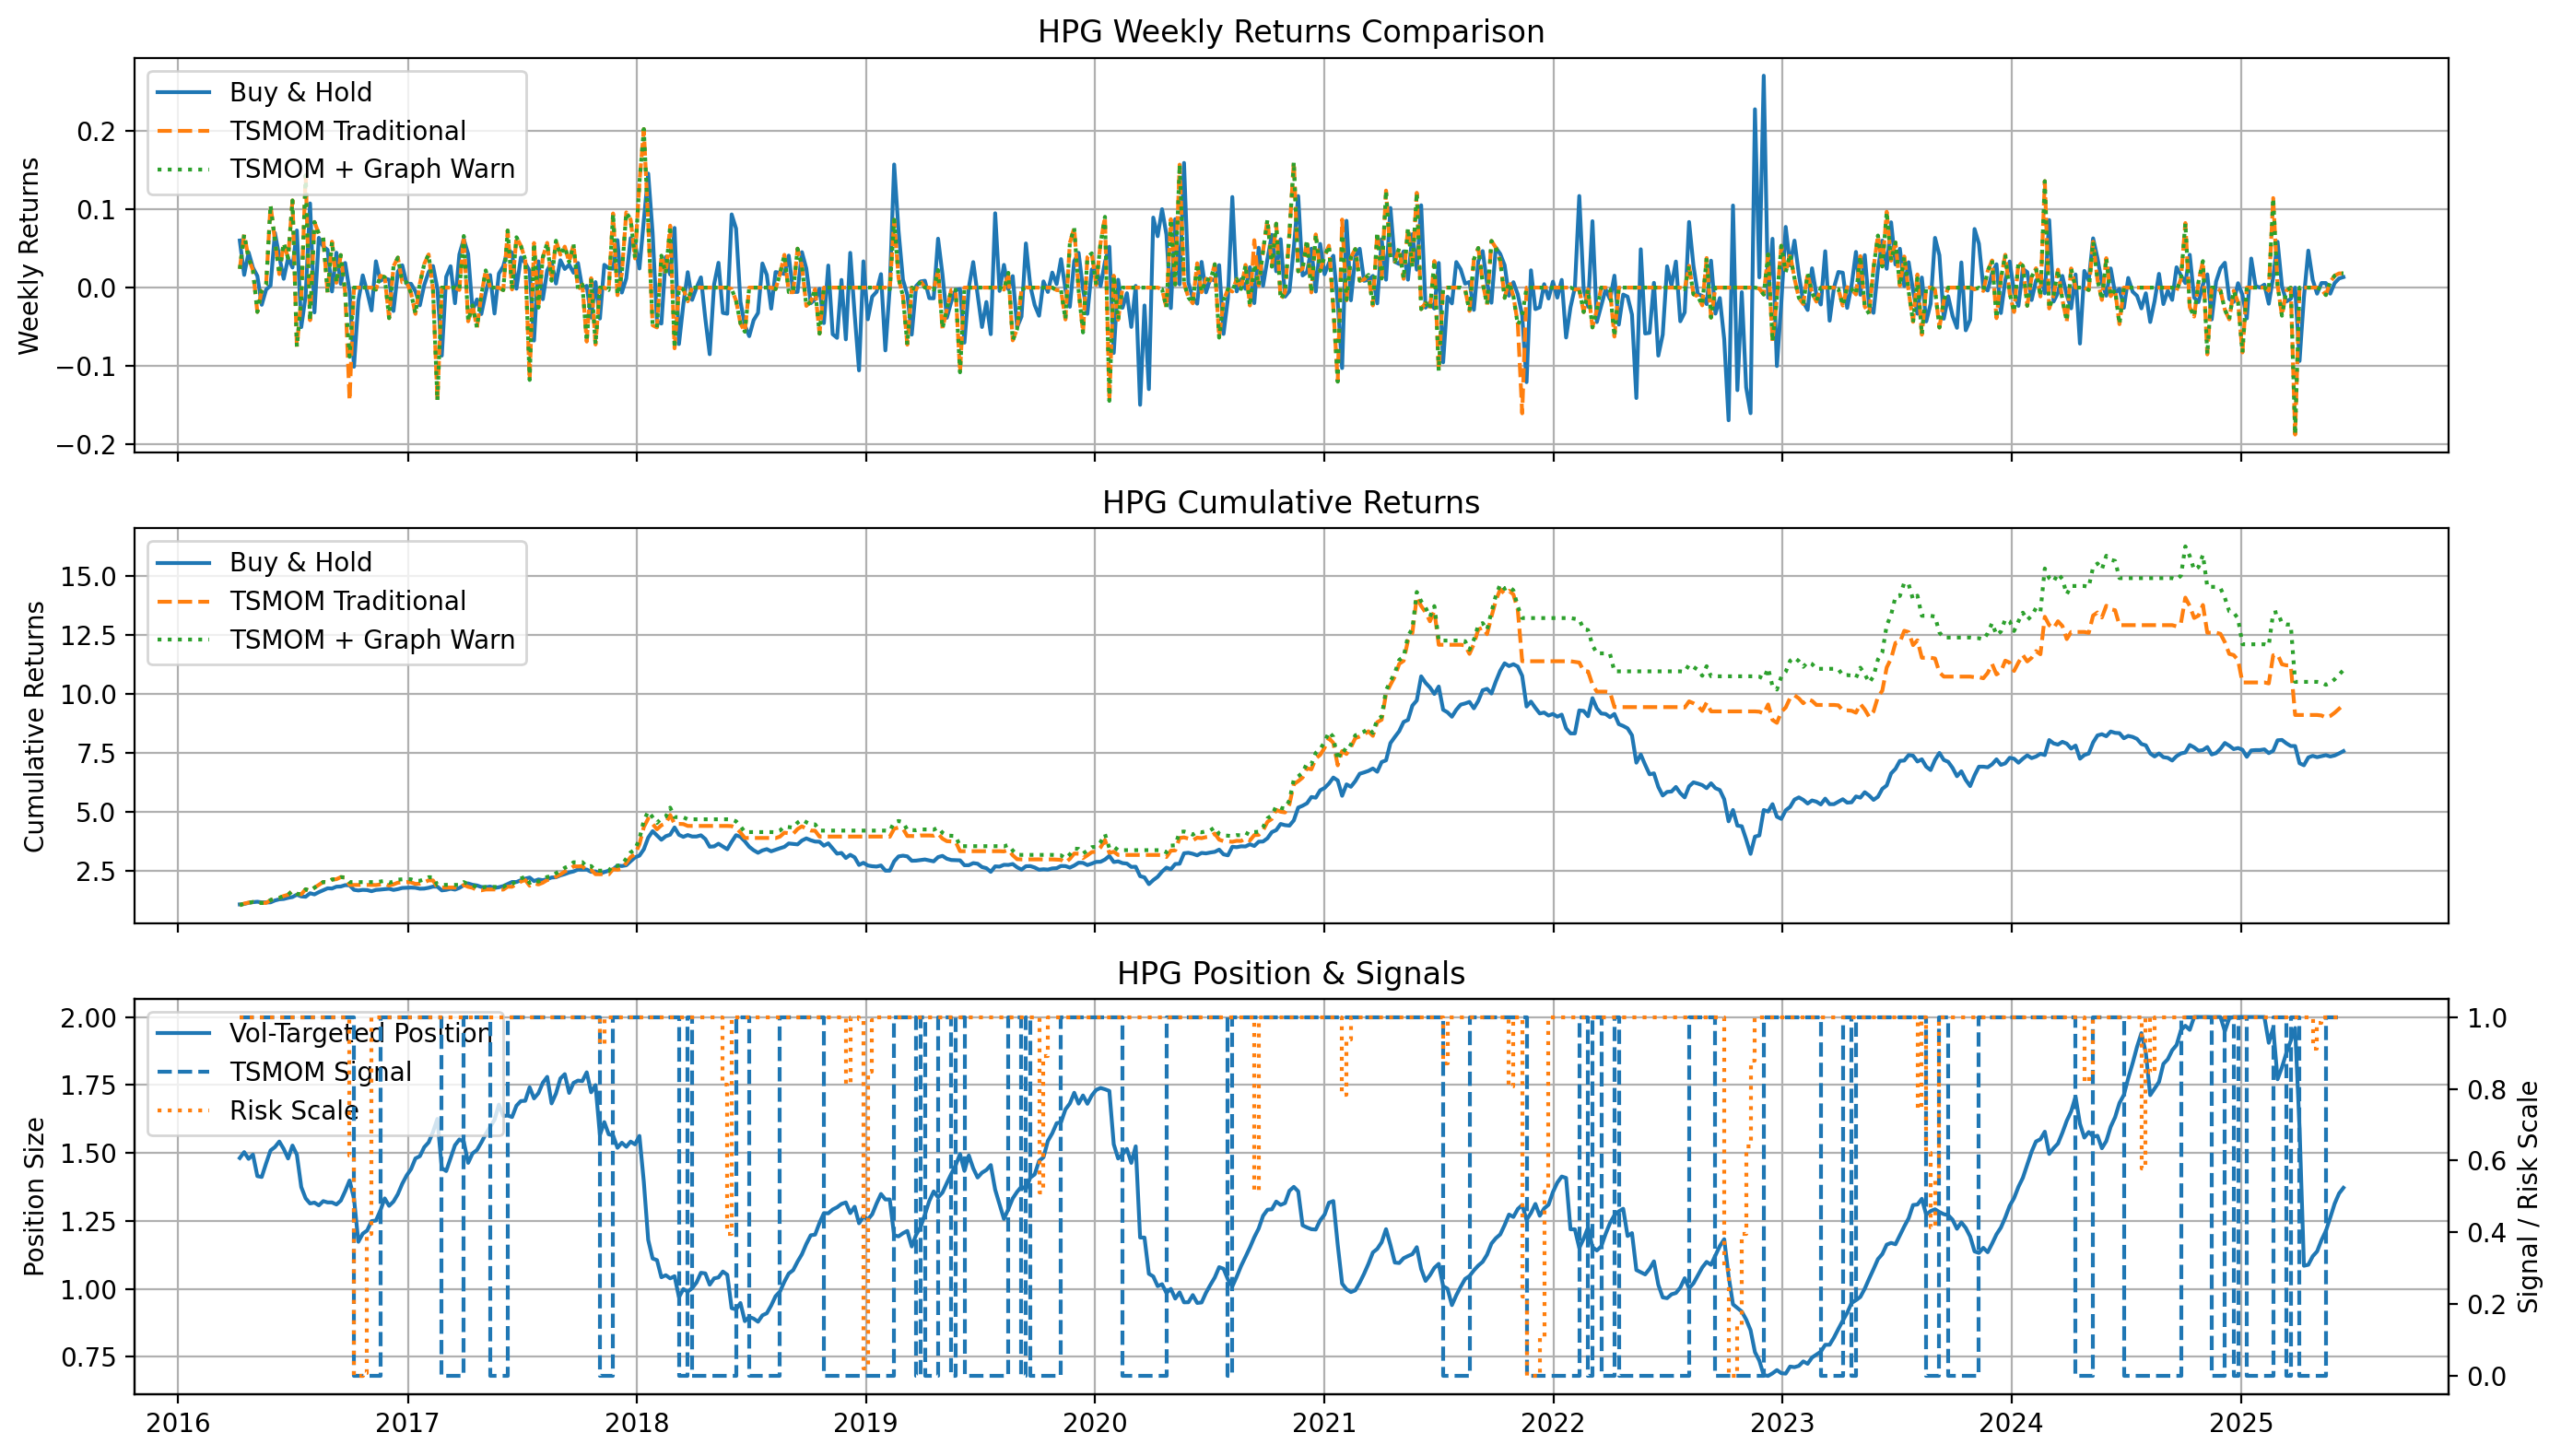 HPG Weekly Returns Comparison
Weekly Returns
0.2
0.1
0.0
−0.1
−0.2
Buy & Hold
TSMOM Traditional
TSMOM + Graph Warn
HPG Cumulative Returns
Cumulative Returns
15.0
12.5
10.0
7.5
5.0
2.5
Buy & Hold
TSMOM Traditional
TSMOM + Graph Warn
HPG Position & Signals
Position Size
2.00
1.75
1.50
1.25
1.00
0.75
Vol-Targeted Position
TSMOM Signal
Risk Scale
1.0
0.8
0.6
0.4
0.2
0.0
Signal / Risk Scale
2016 2017 2018 2019 2020 2021 2022 2023 2024 2025